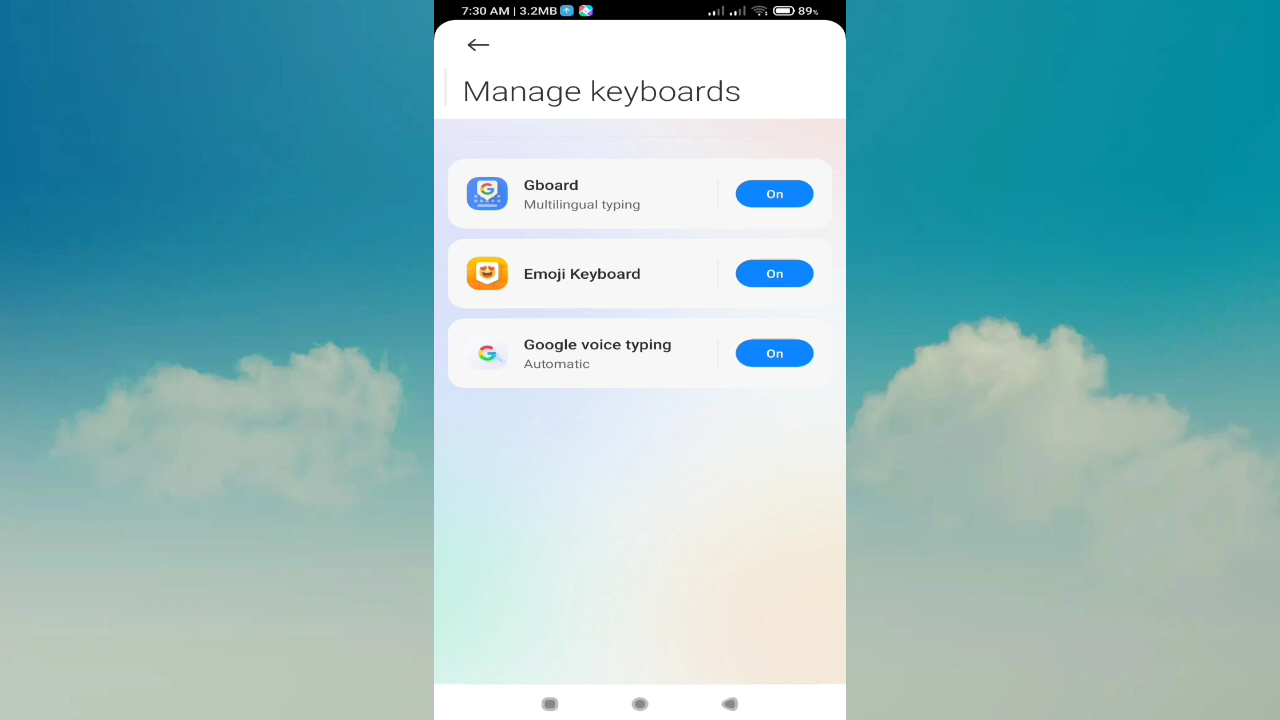 7:30 AM | 3.2MB
89%
Manage keyboards
Gboard
Multilingual typing
On
Emoji Keyboard
On
Google voice typing
Automatic
On